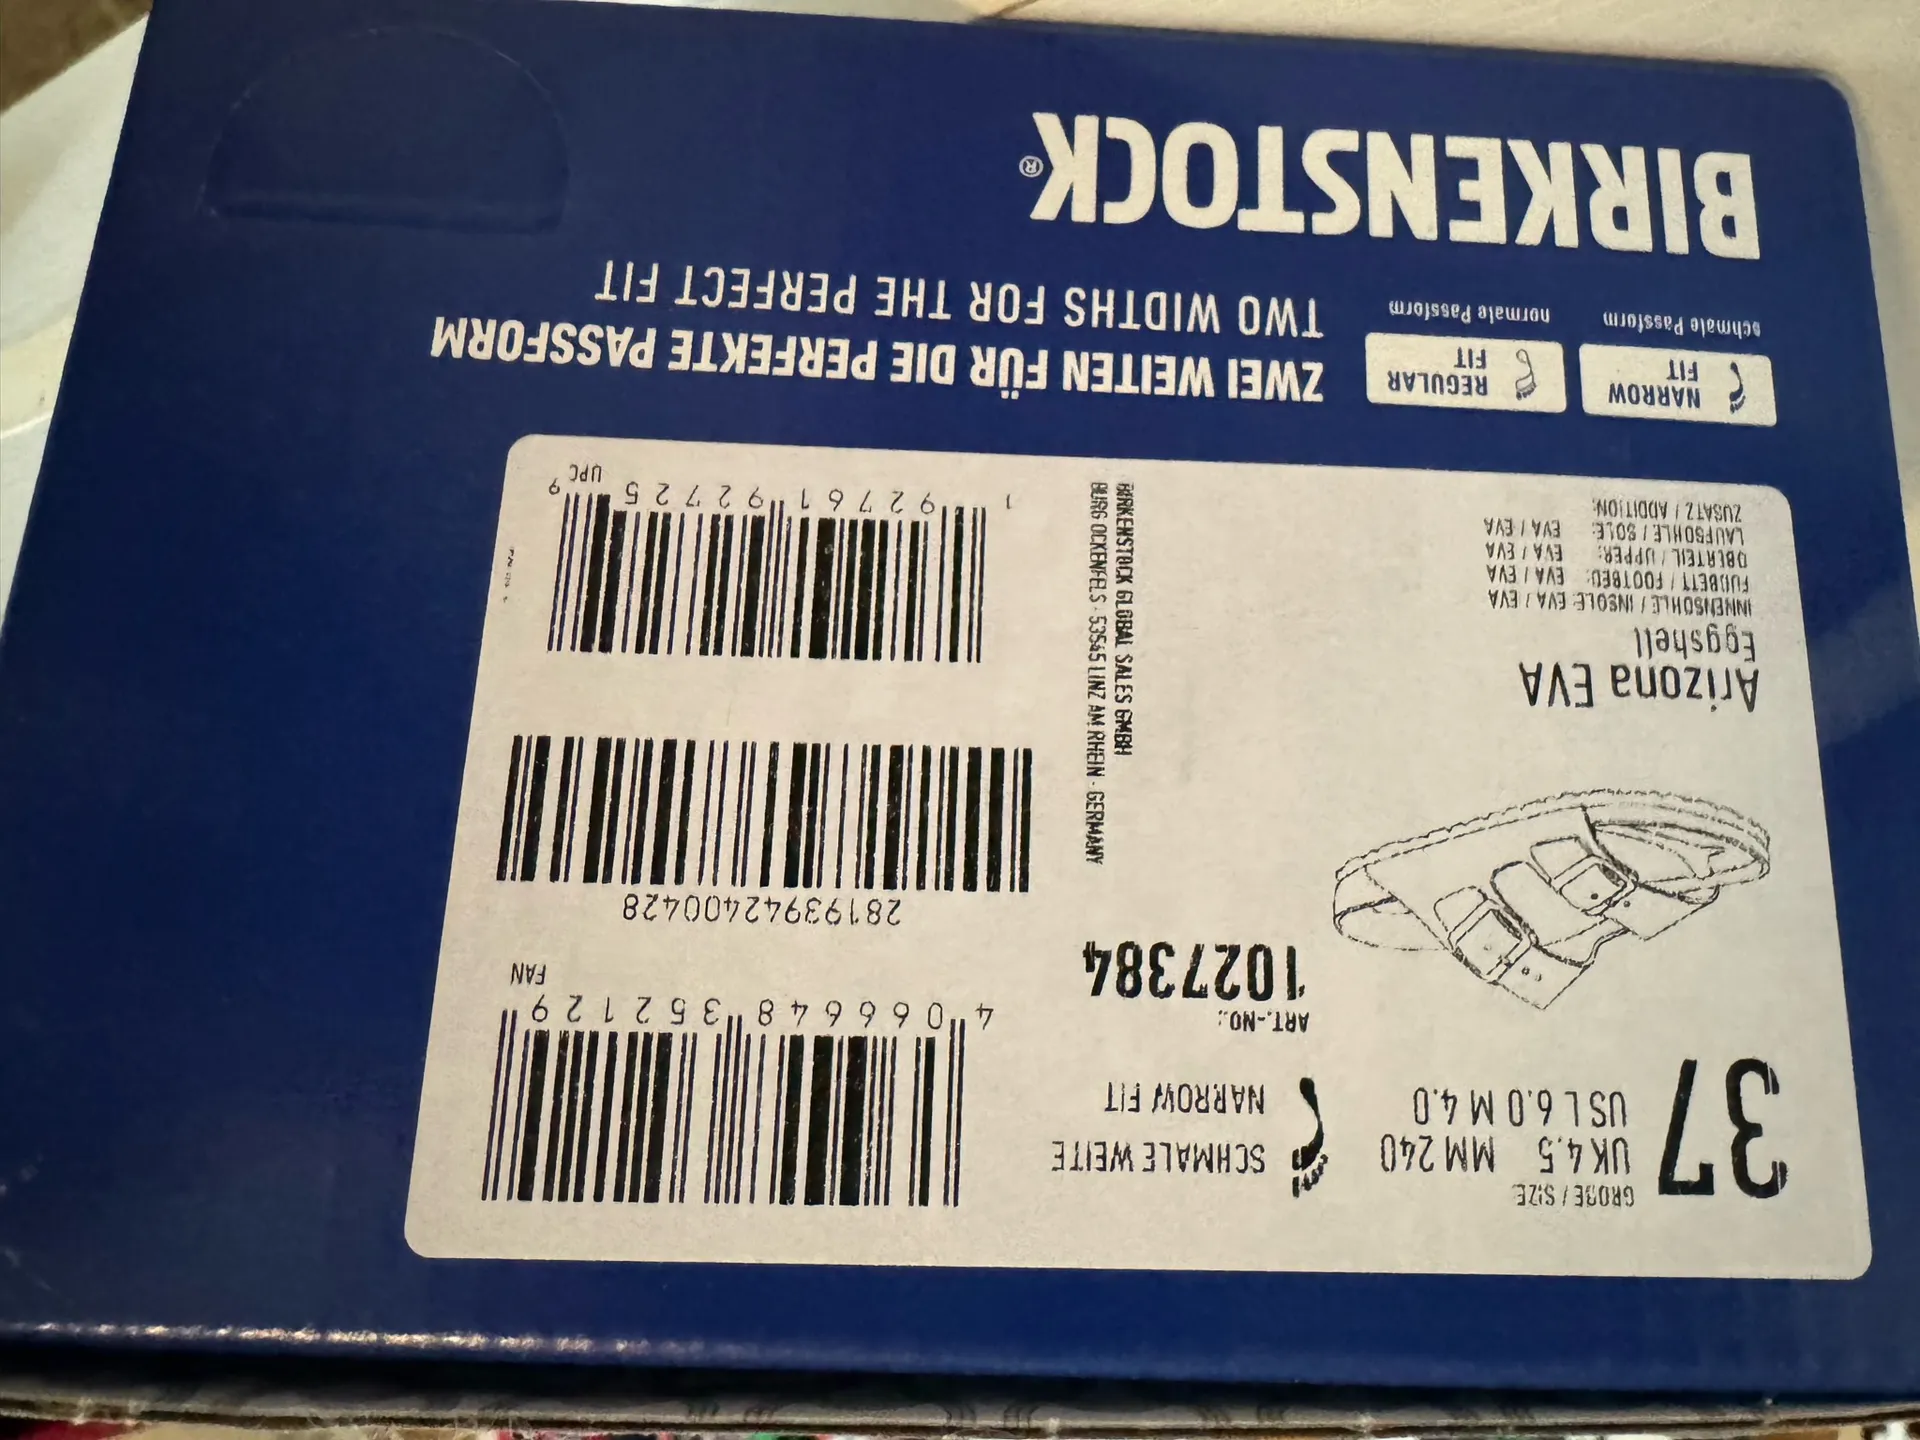 37
GRÖßE / SIZE
UK 4.5 MM 240
US L 6.0 M 4.0
SCHMALE WEITE
NARROW FIT
ART.-NO.:
1027384
4 066648 352129
EAN
28193942400428
Arizona EVA
Eggshell
INNENSOHLE / INSOLE: EVA / EVA
FUßBETT / FOOTBED: EVA / EVA
OBERTEIL / UPPER: EVA / EVA
LAUFSOHLE / SOLE: EVA / EVA
ZUSATZ / ADDITION:
BIRKENSTOCK GLOBAL SALES GMBH
BURG OCKENFELS · 53545 LINZ AM RHEIN · GERMANY
1 92761 92725 9
UPC
NARROW
FIT
schmale Passform
REGULAR
FIT
normale Passform
ZWEI WEITEN FÜR DIE PERFEKTE PASSFORM
TWO WIDTHS FOR THE PERFECT FIT
BIRKENSTOCK®